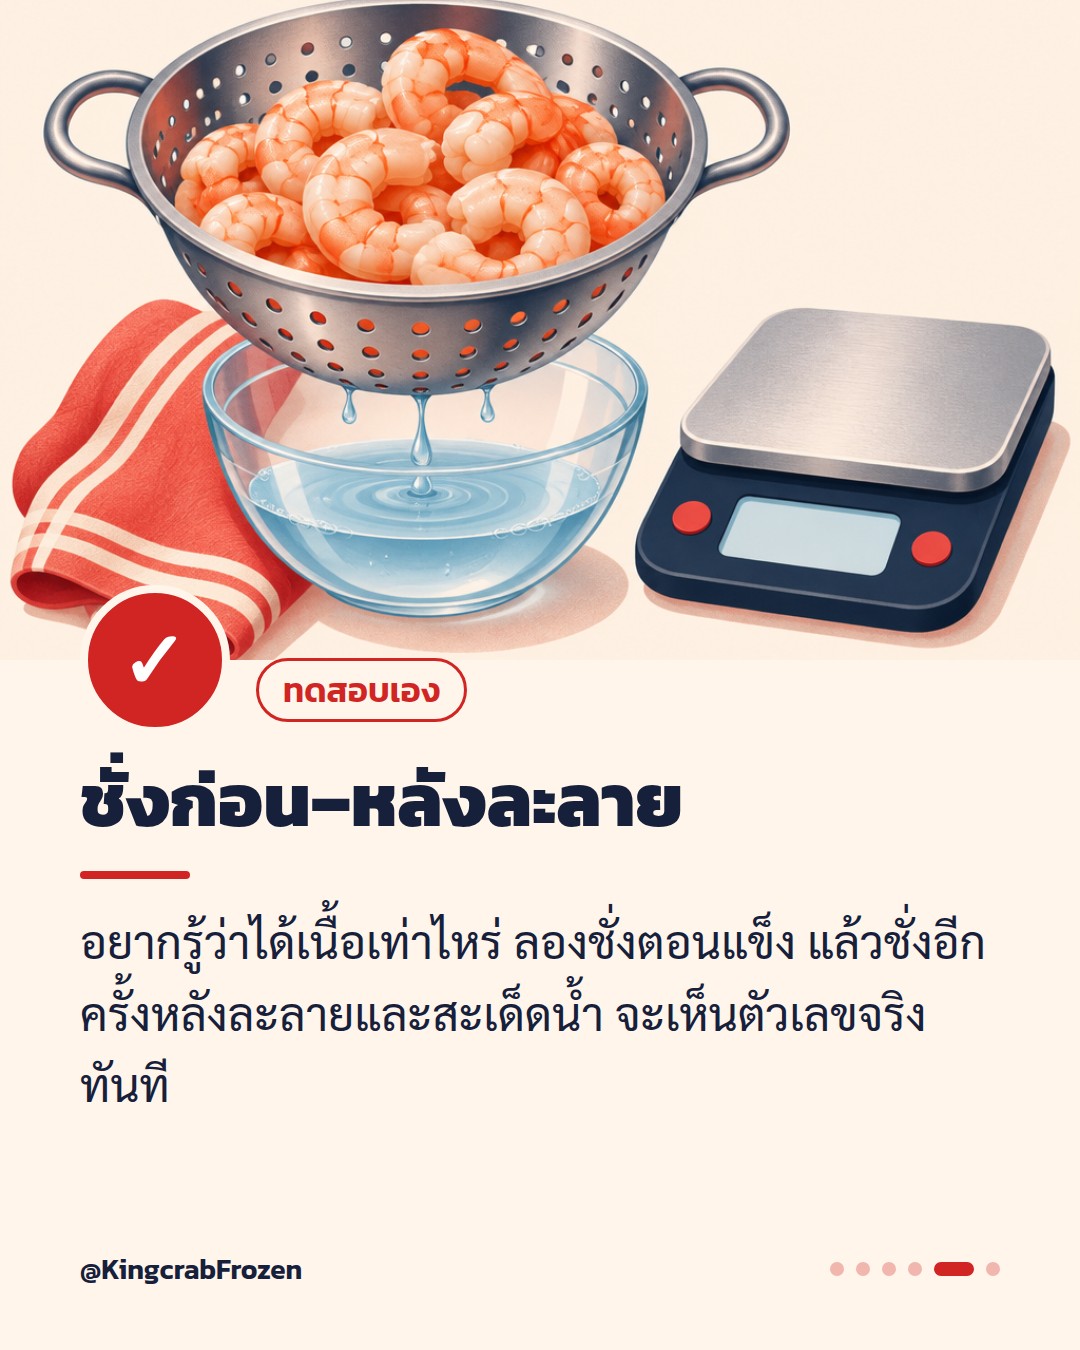 ✓
ทดสอบเอง
ชั่งก่อน–หลังละลาย
อยากรู้ว่าได้เนื้อเท่าไหร่ ลองชั่งตอนแข็ง แล้วชั่งอีก
ครั้งหลังละลายและสะเด็ดน้ำ จะเห็นตัวเลขจริง
ทันที
@KingcrabFrozen